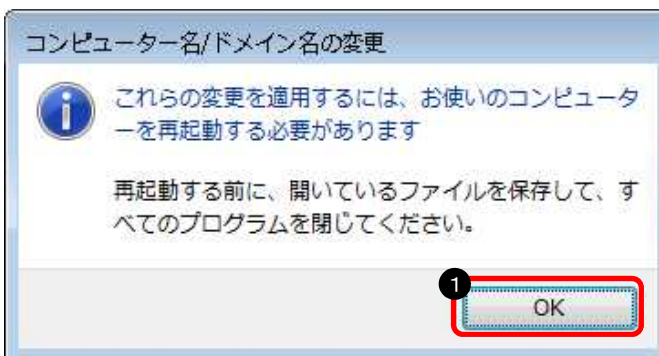 コンピューター名/ドメイン名の変更
これらの変更を適用するには、お使いのコンピュータ
ーを再起動する必要があります
再起動する前に、開いているファイルを保存して、す
べてのプログラムを閉じてください。
1
OK